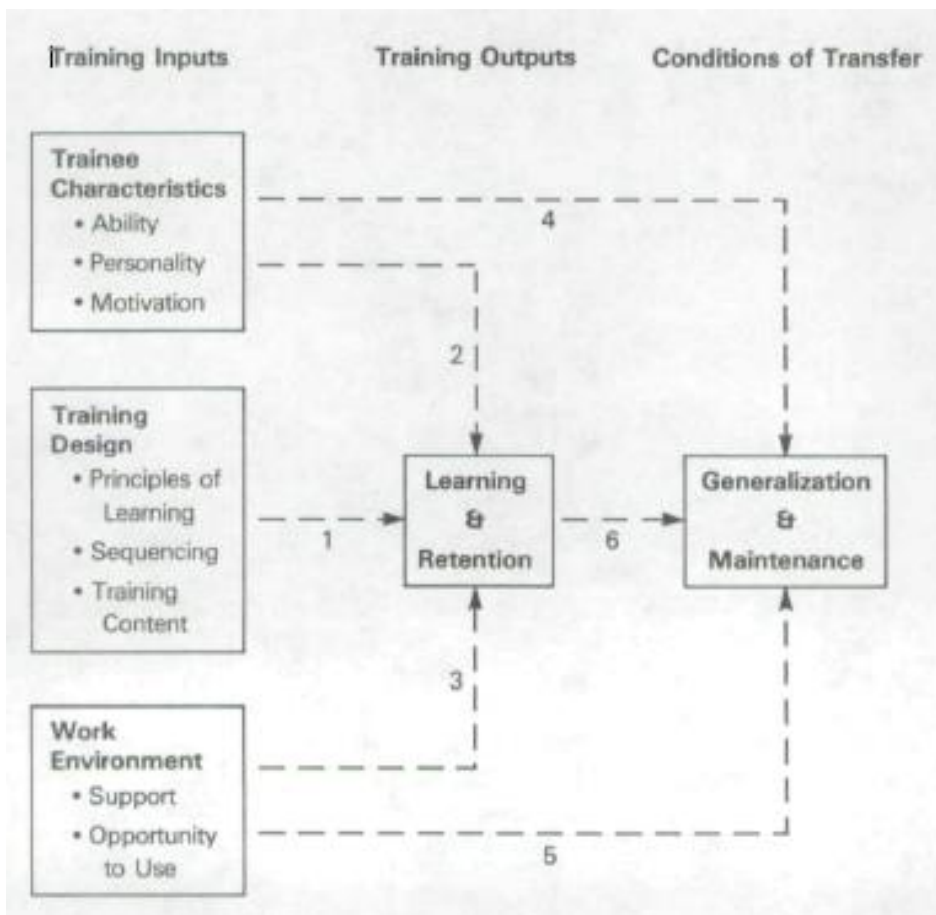 Training Inputs
Training Outputs
Conditions of Transfer
Trainee
Characteristics
• Ability
• Personality
• Motivation
4
2
Training
Design
• Principles of
Learning
• Sequencing
• Training
Content
1
Learning
&
Retention
6
Generalization
&
Maintenance
3
Work
Environment
• Support
• Opportunity
to Use
5